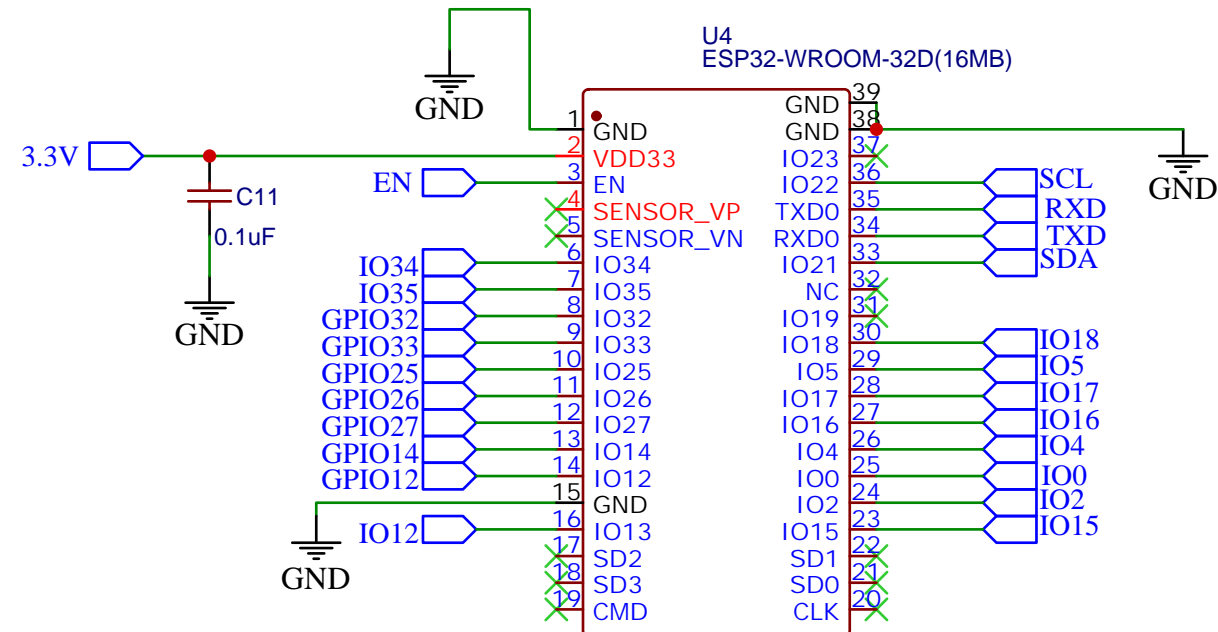 U4
ESP32-WROOM-32D(16MB)
GND
3.3V
C11
0.1uF
GND
EN
IO34
IO35
GPIO32
GPIO33
GPIO25
GPIO26
GPIO27
GPIO14
GPIO12
GND
IO12
1 GND
2 VDD33
3 EN
4 SENSOR_VP
5 SENSOR_VN
6 IO34
7 IO35
8 IO32
9 IO33
10 IO25
11 IO26
12 IO27
13 IO14
14 IO12
15 GND
16 IO13
17 SD2
18 SD3
19 CMD
GND 39
GND 38
IO23 37
IO22 36
TXD0 35
RXD0 34
IO21 33
NC 32
IO19 31
IO18 30
IO5 29
IO17 28
IO16 27
IO4 26
IO0 25
IO2 24
IO15 23
SD1 22
SD0 21
CLK 20
GND
SCL
RXD
TXD
SDA
IO18
IO5
IO17
IO16
IO4
IO0
IO2
IO15